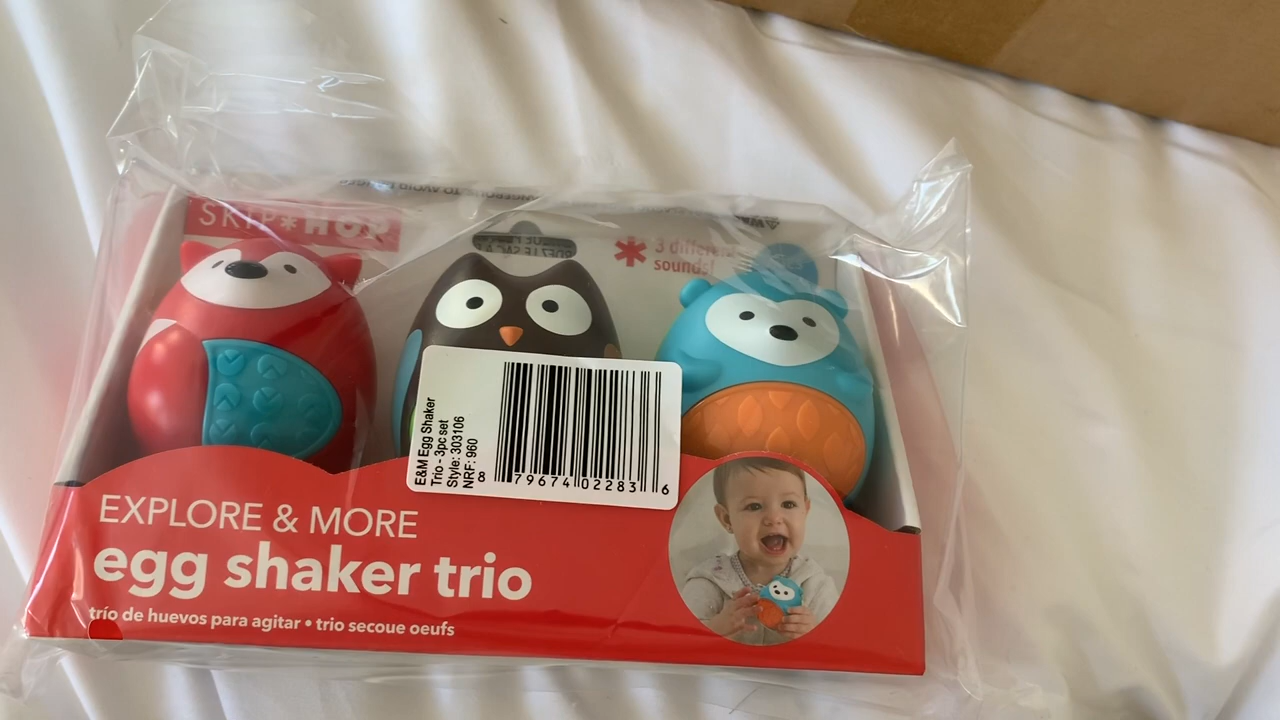 SKIP*HOP
3 different
sounds!
E&M Egg Shaker
Trio - 3pc set
Style: 303106
NRF: 960
8 79674 02283 6
EXPLORE & MORE
egg shaker trio
trío de huevos para agitar • trio secoue oeufs